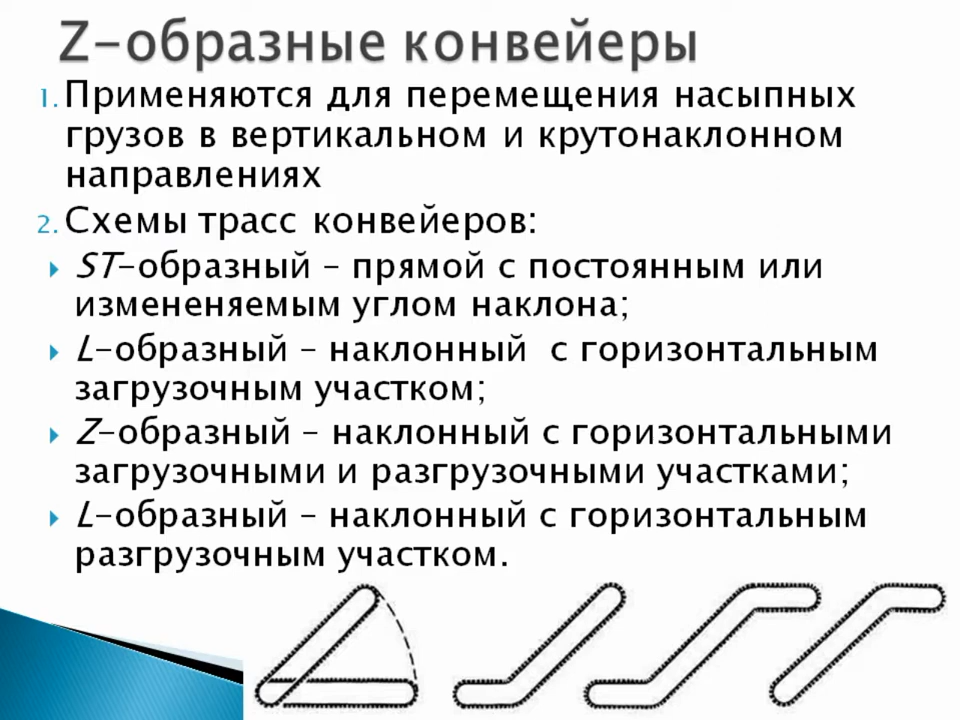 Z-образные конвейеры
1. Применяются для перемещения насыпных
грузов в вертикальном и крутонаклонном
направлениях
2. Схемы трасс конвейеров:
ST-образный – прямой с постоянным или
измененяемым углом наклона;
L-образный – наклонный с горизонтальным
загрузочным участком;
Z-образный – наклонный с горизонтальными
загрузочными и разгрузочными участками;
L-образный – наклонный с горизонтальным
разгрузочным участком.